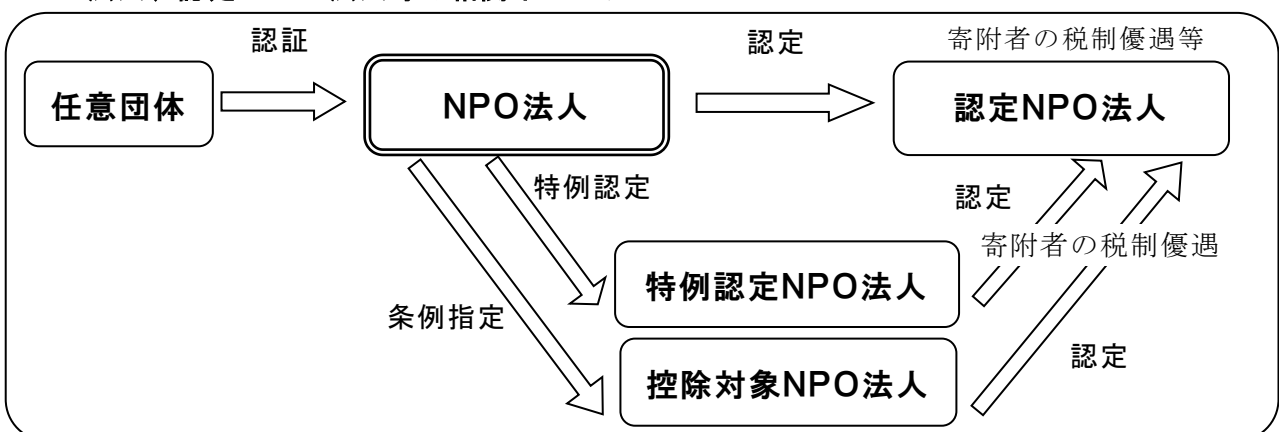 認証
認定
寄附者の税制優遇等
任意団体
NPO法人
認定NPO法人
特例認定
認定
寄附者の税制優遇
特例認定NPO法人
条例指定
認定
控除対象NPO法人